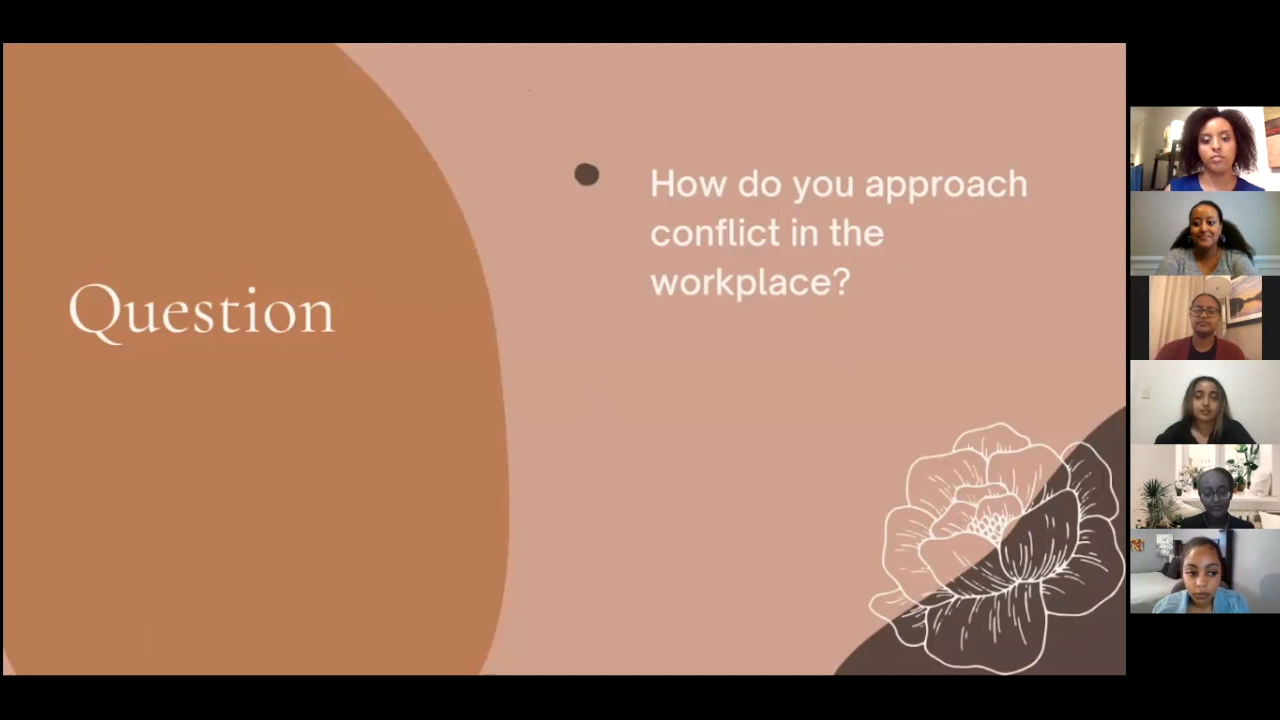 Question
How do you approach
conflict in the
workplace?